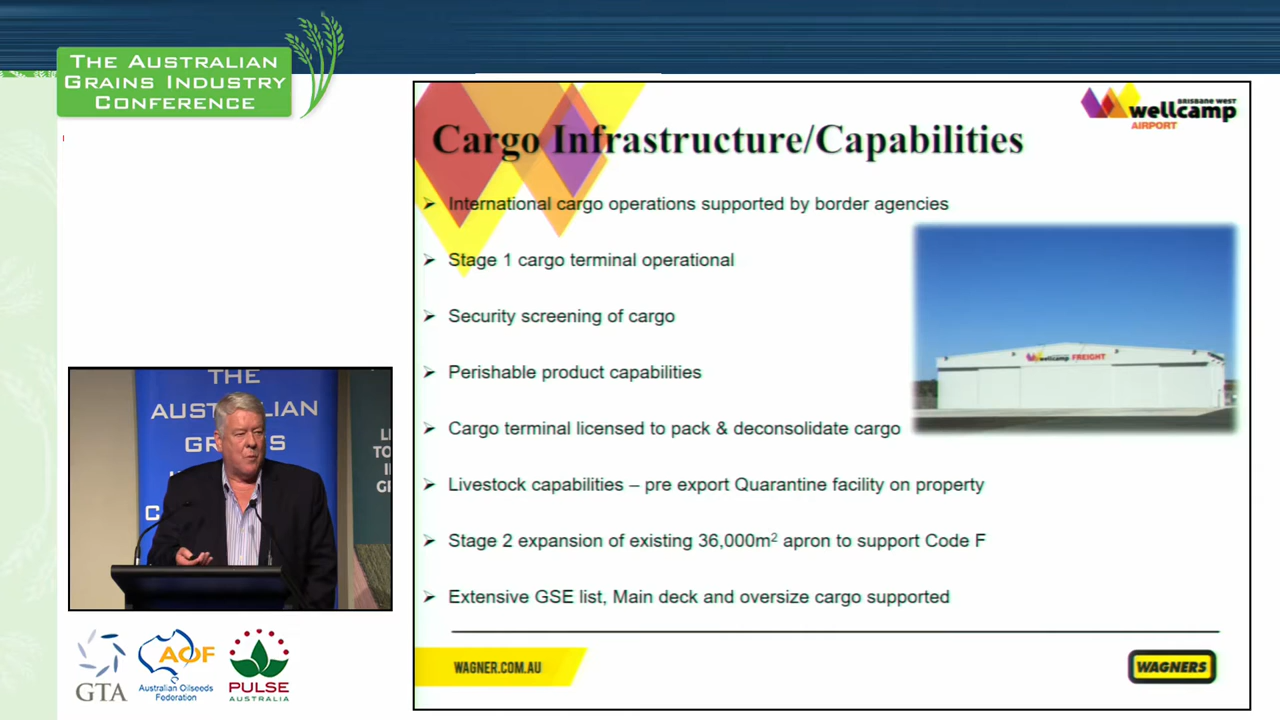 THE AUSTRALIAN
GRAINS INDUSTRY
CONFERENCE
BRISBANE WEST
wellcamp
AIRPORT
Cargo Infrastructure/Capabilities
➢ International cargo operations supported by border agencies
➢ Stage 1 cargo terminal operational
➢ Security screening of cargo
➢ Perishable product capabilities
➢ Cargo terminal licensed to pack & deconsolidate cargo
➢ Livestock capabilities – pre export Quarantine facility on property
➢ Stage 2 expansion of existing 36,000m² apron to support Code F
➢ Extensive GSE list, Main deck and oversize cargo supported
wellcamp FREIGHT
WAGNER.COM.AU
WAGNERS
THE
AUSTRALIAN
GR S
C
LE
TO
I
G
GTA
AOF
Australian Oilseeds
Federation
PULSE
AUSTRALIA